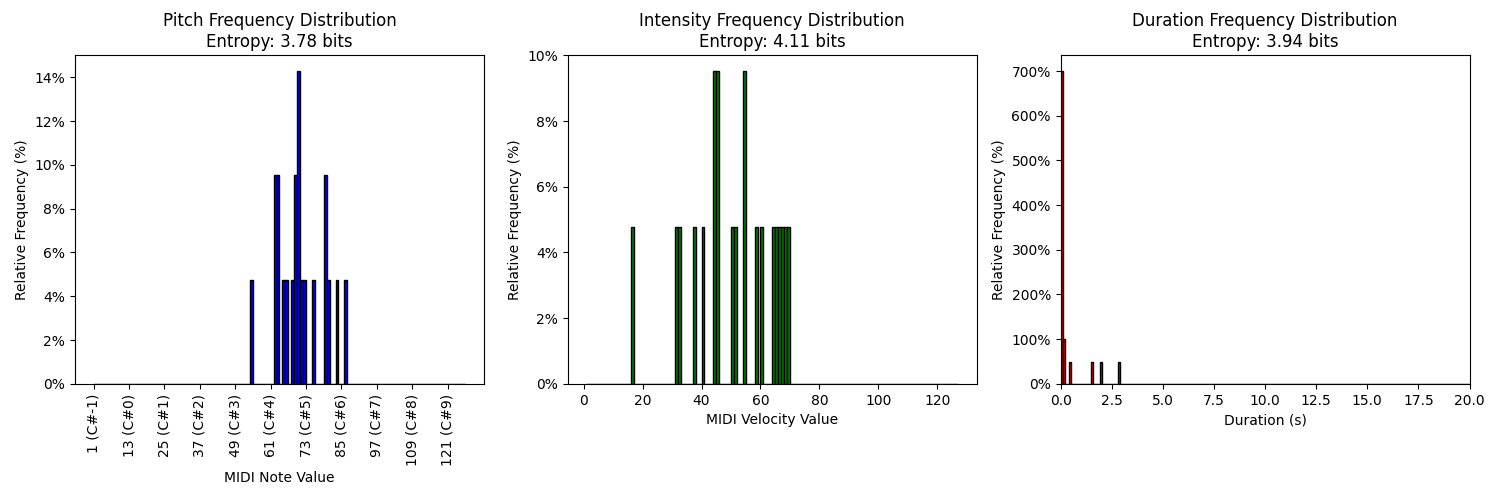 Pitch Frequency Distribution
Entropy: 3.78 bits
Relative Frequency (%)
14%
12%
10%
8%
6%
4%
2%
0%
1 (C#-1)
13 (C#0)
25 (C#1)
37 (C#2)
49 (C#3)
61 (C#4)
73 (C#5)
85 (C#6)
97 (C#7)
109 (C#8)
121 (C#9)
MIDI Note Value
Intensity Frequency Distribution
Entropy: 4.11 bits
Relative Frequency (%)
10%
8%
6%
4%
2%
0%
0
20
40
60
80
100
120
MIDI Velocity Value
Duration Frequency Distribution
Entropy: 3.94 bits
Relative Frequency (%)
700%
600%
500%
400%
300%
200%
100%
0%
0.0
2.5
5.0
7.5
10.0
12.5
15.0
17.5
20.0
Duration (s)